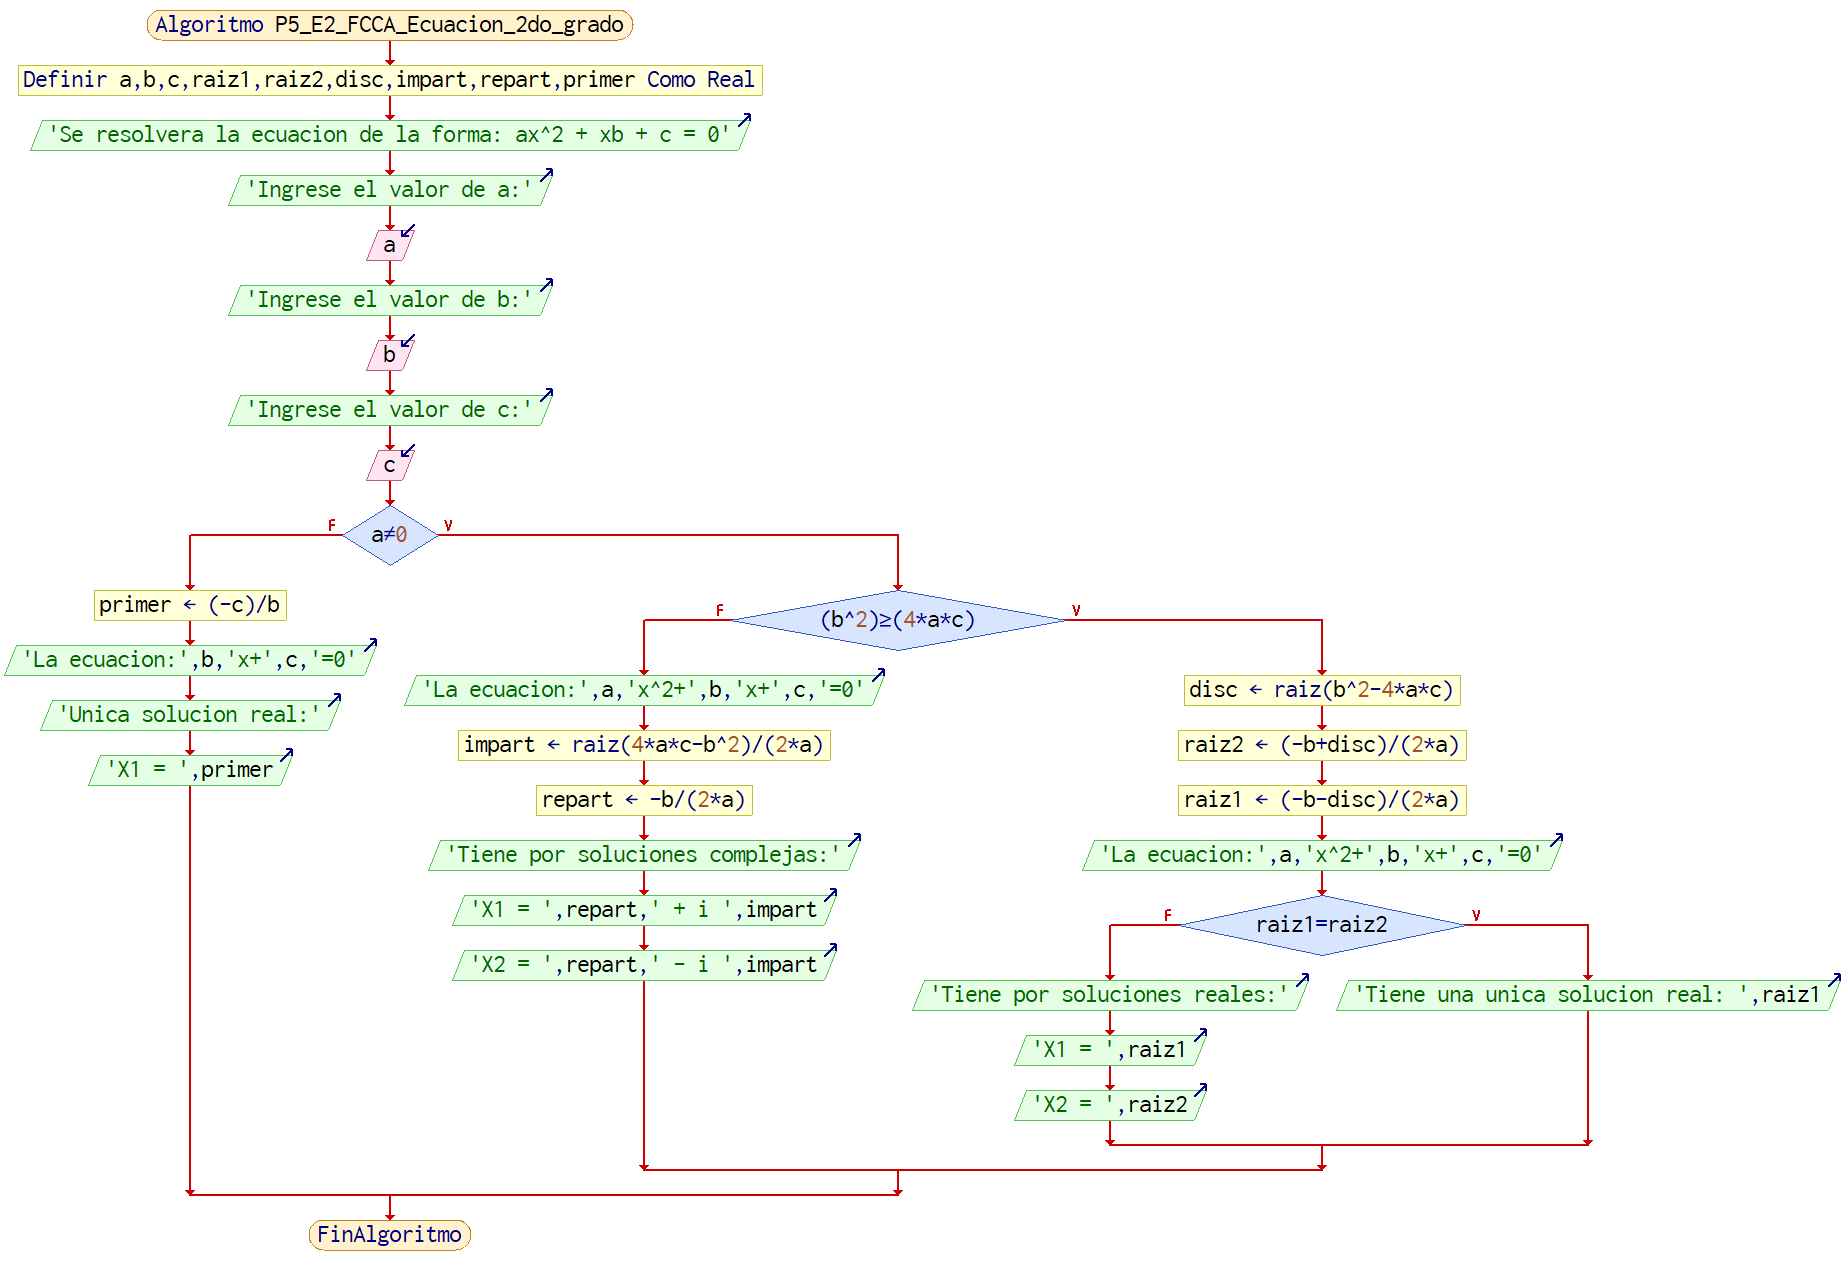 Algoritmo P5_E2_FCCA_Ecuacion_2do_grado
Definir a,b,c,raiz1,raiz2,disc,impart,repart,primer Como Real
'Se resolvera la ecuacion de la forma: ax^2 + xb + c = 0'
'Ingrese el valor de a:'
a
'Ingrese el valor de b:'
b
'Ingrese el valor de c:'
c
a≠0
F
V
primer ← (-c)/b
'La ecuacion:',b,'x+',c,'=0'
'Unica solucion real:'
'X1 = ',primer
(b^2)≥(4*a*c)
F
V
'La ecuacion:',a,'x^2+',b,'x+',c,'=0'
impart ← raiz(4*a*c-b^2)/(2*a)
repart ← -b/(2*a)
'Tiene por soluciones complejas:'
'X1 = ',repart,' + i ',impart
'X2 = ',repart,' - i ',impart
disc ← raiz(b^2-4*a*c)
raiz2 ← (-b+disc)/(2*a)
raiz1 ← (-b-disc)/(2*a)
'La ecuacion:',a,'x^2+',b,'x+',c,'=0'
raiz1=raiz2
F
V
'Tiene por soluciones reales:'
'X1 = ',raiz1
'X2 = ',raiz2
'Tiene una unica solucion real: ',raiz1
FinAlgoritmo